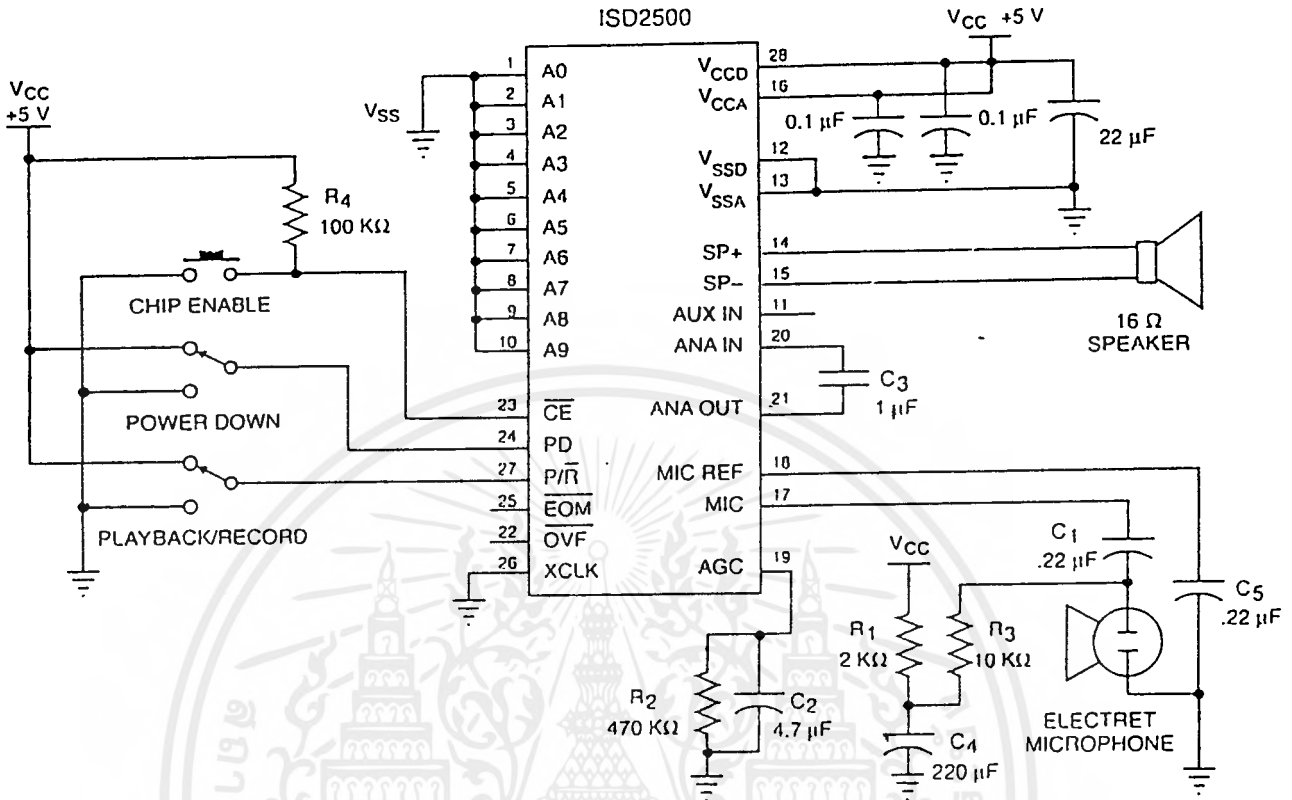 ISD2500
VCC +5 V
VCC
+5 V
VSS
R4
100 KΩ
CHIP ENABLE
POWER DOWN
PLAYBACK/RECORD
1 A0
2 A1
3 A2
4 A3
5 A4
6 A5
7 A6
8 A7
9 A8
10 A9
23 CE
24 PD
27 P/R
25 EOM
22 OVF
26 XCLK
VCCD 28
VCCA 16
VSSD 12
VSSA 13
SP+ 14
SP– 15
AUX IN 11
ANA IN 20
ANA OUT 21
MIC REF 18
MIC 17
AGC 19
0.1 µF
0.1 µF
22 µF
16 Ω
SPEAKER
C3
1 µF
C1
.22 µF
C5
.22 µF
VCC
R1
2 KΩ
R3
10 KΩ
R2
470 KΩ
C2
4.7 µF
C4
220 µF
ELECTRET
MICROPHONE